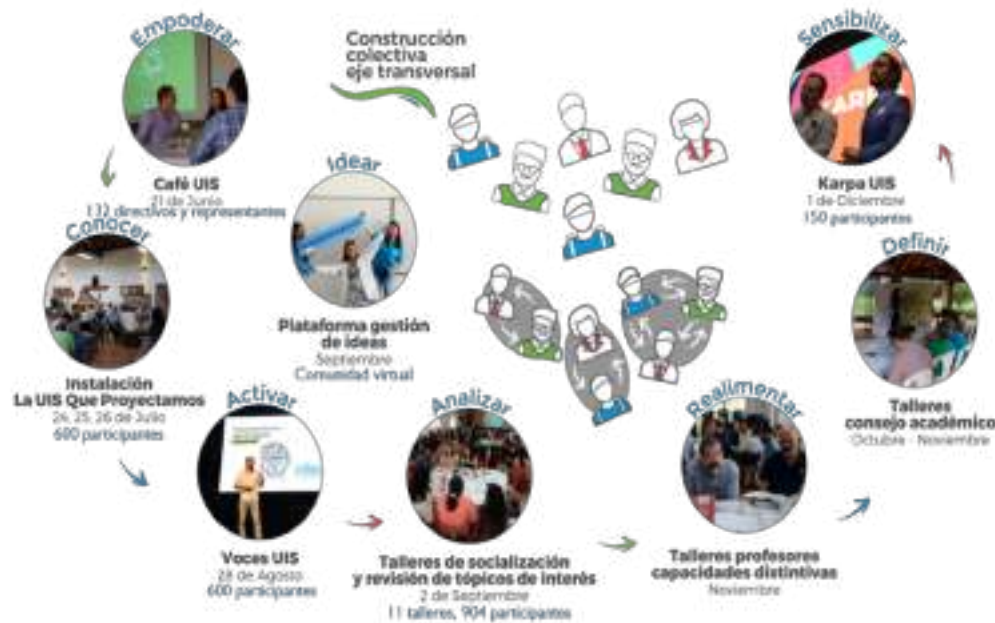 Empoderar
Café UIS
21 de Junio
132 directivos y representantes
Conocer
Instalación
La UIS Que Proyectamos
24, 25, 26 de Julio
600 participantes
Construcción
colectiva
eje transversal
Idear
Plataforma gestión
de ideas
Septiembre
Comunidad virtual
Activar
Voces UIS
28 de Agosto
600 participantes
Analizar
Talleres de socialización
y revisión de tópicos de interés
2 de Septiembre
11 talleres, 904 participantes
Realimentar
Talleres profesores
capacidades distintivas
Noviembre
Definir
Talleres
consejo académico
Octubre - Noviembre
Sensibilizar
Karpa UIS
1 de Diciembre
150 participantes